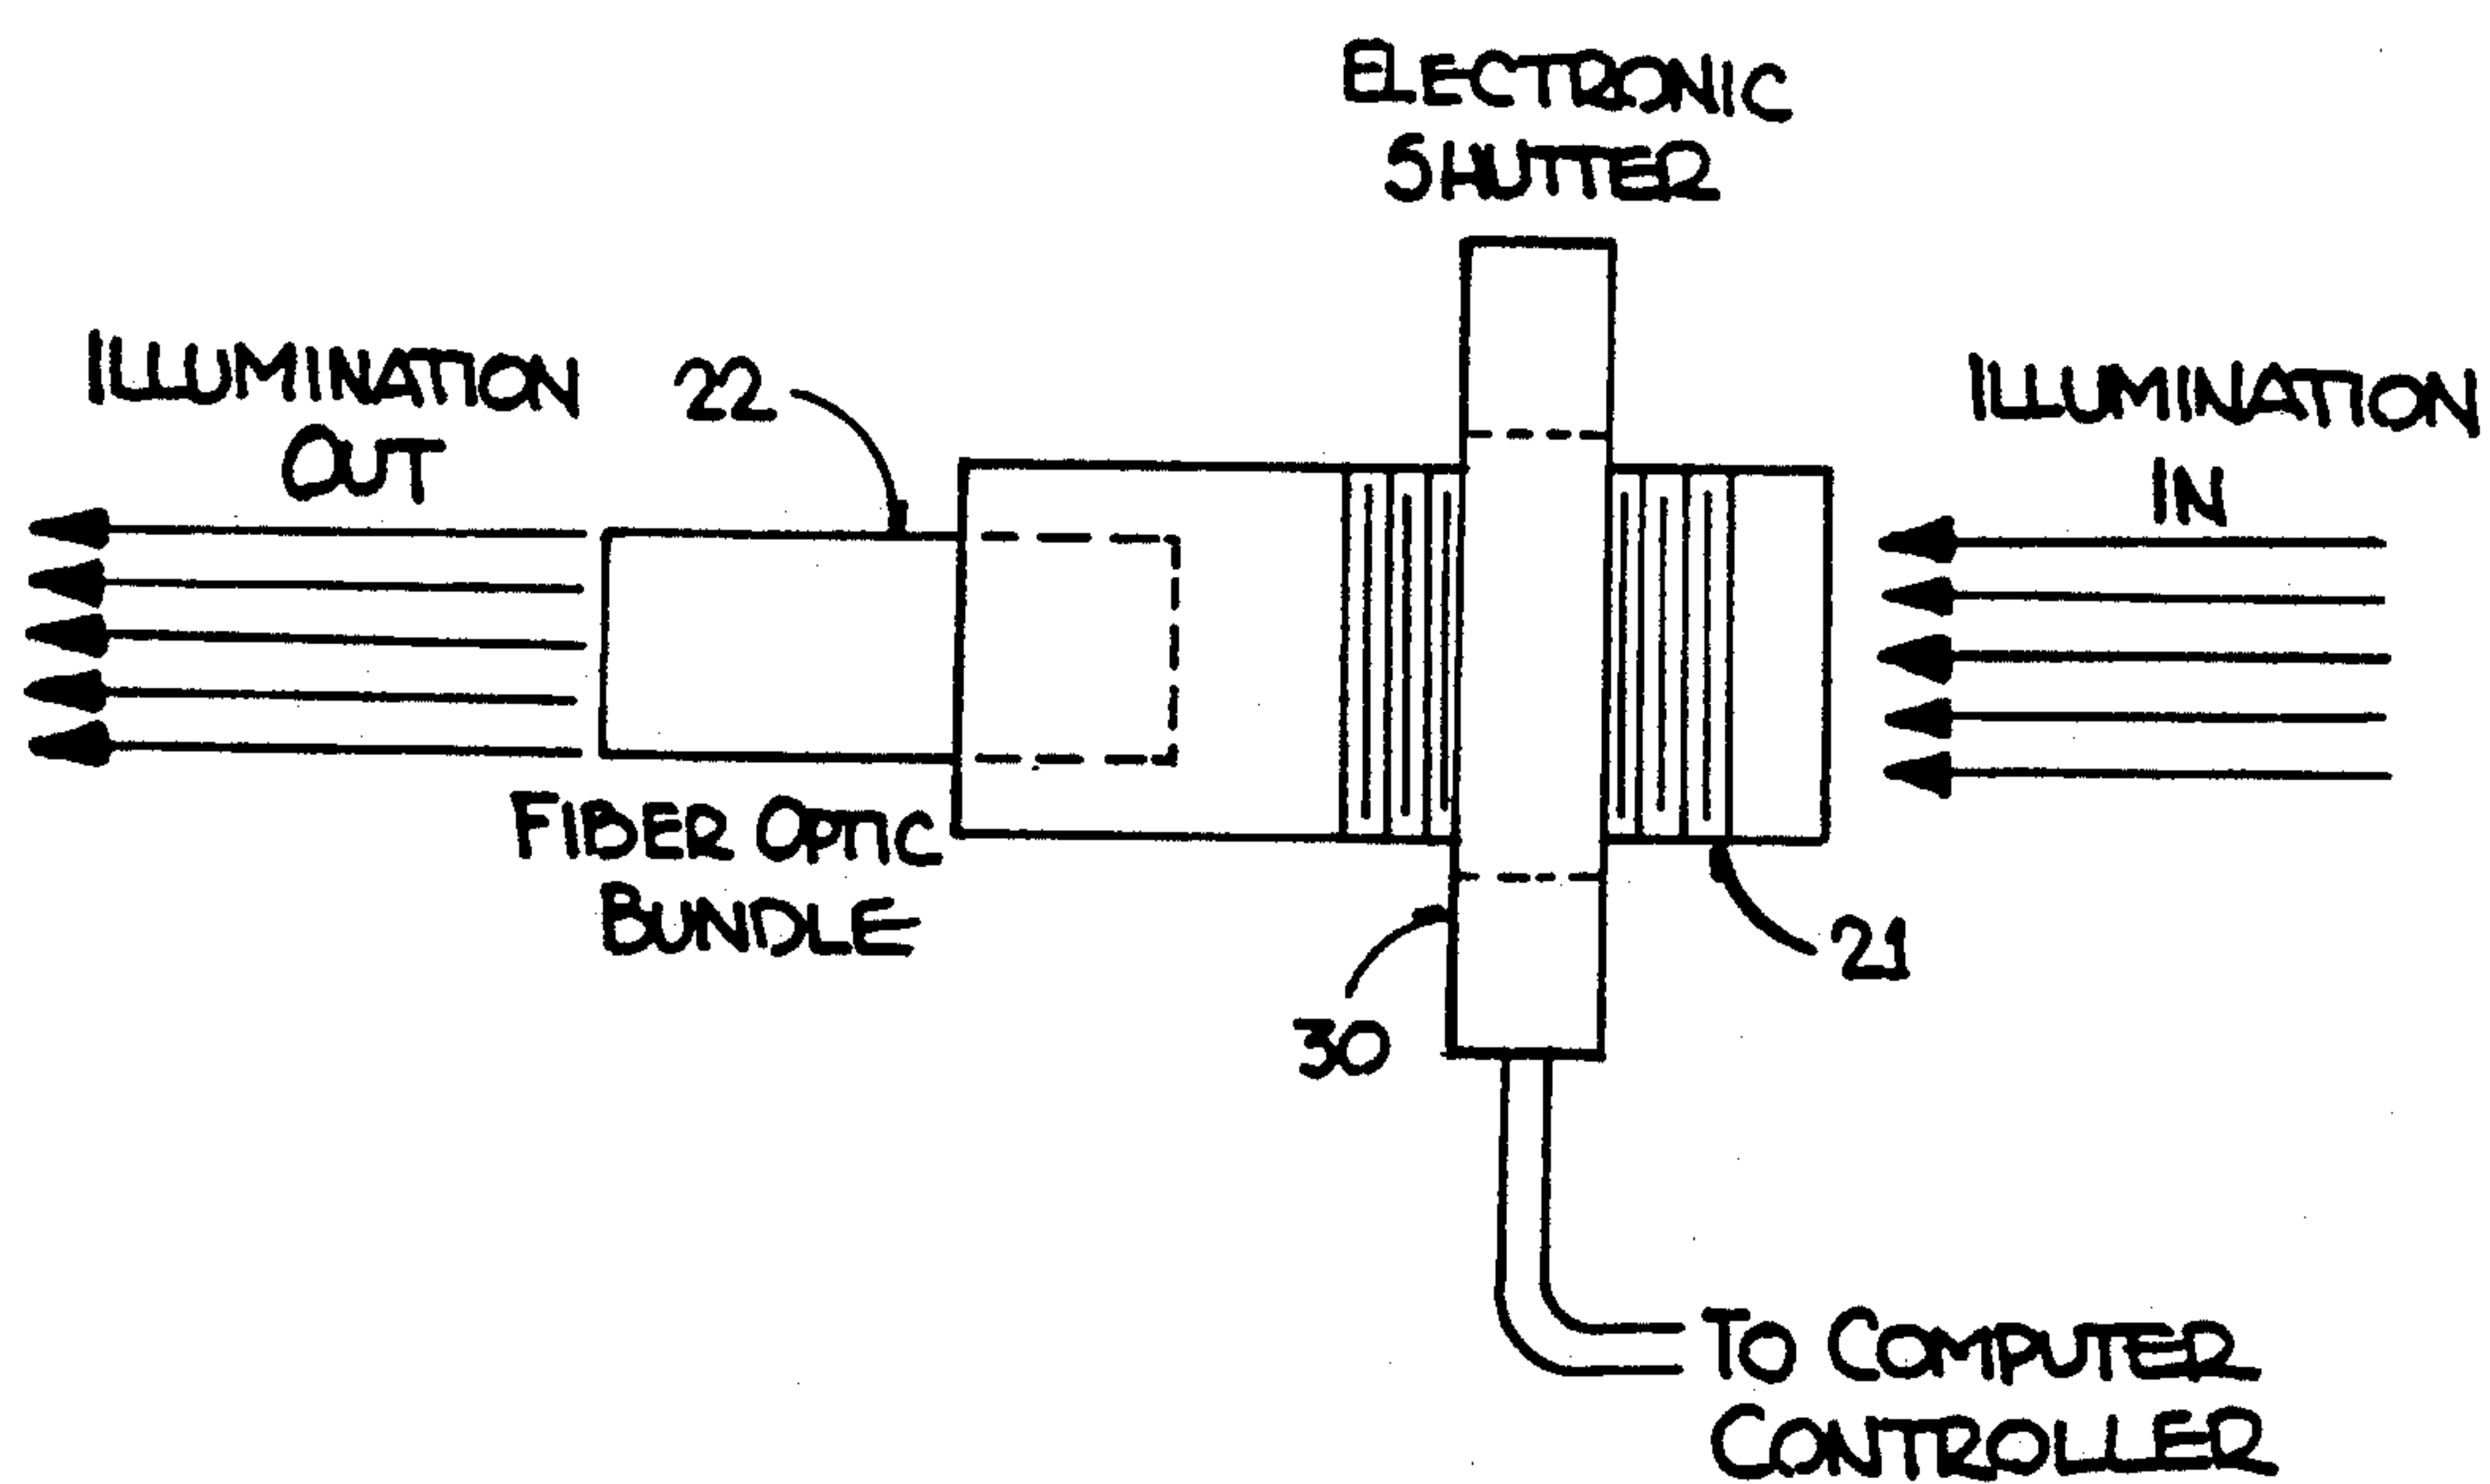 ELECTRONIC
SHUTTER
ILLUMINATION
OUT
22
ILLUMINATION
IN
FIBER OPTIC
BUNDLE
30
21
TO COMPUTER
CONTROLLER